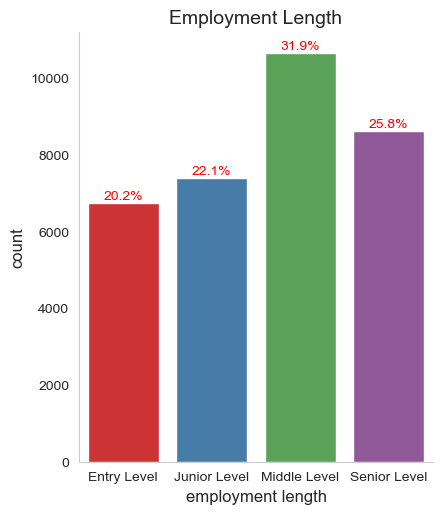 Employment Length
31.9%
25.8%
22.1%
20.2%
10000
8000
6000
4000
2000
0
count
Entry Level Junior Level Middle Level Senior Level
employment length